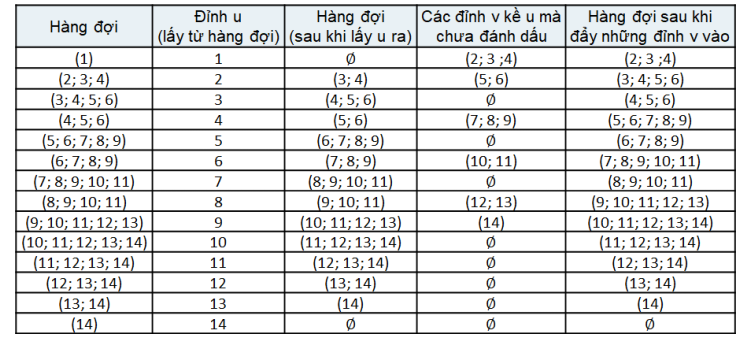 Hàng đợi | Đỉnh u (lấy từ hàng đợi) | Hàng đợi (sau khi lấy u ra) | Các đỉnh v kề u mà chưa đánh dấu | Hàng đợi sau khi đẩy những đỉnh v vào
(1) | 1 | Ø | (2; 3 ;4) | (2; 3 ;4)
(2; 3; 4) | 2 | (3; 4) | (5; 6) | (3; 4; 5; 6)
(3; 4; 5; 6) | 3 | (4; 5; 6) | Ø | (4; 5; 6)
(4; 5; 6) | 4 | (5; 6) | (7; 8; 9) | (5; 6; 7; 8; 9)
(5; 6; 7; 8; 9) | 5 | (6; 7; 8; 9) | Ø | (6; 7; 8; 9)
(6; 7; 8; 9) | 6 | (7; 8; 9) | (10; 11) | (7; 8; 9; 10; 11)
(7; 8; 9; 10; 11) | 7 | (8; 9; 10; 11) | Ø | (8; 9; 10; 11)
(8; 9; 10; 11) | 8 | (9; 10; 11) | (12; 13) | (9; 10; 11; 12; 13)
(9; 10; 11; 12; 13) | 9 | (10; 11; 12; 13) | (14) | (10; 11; 12; 13; 14)
(10; 11; 12; 13; 14) | 10 | (11; 12; 13; 14) | Ø | (11; 12; 13; 14)
(11; 12; 13; 14) | 11 | (12; 13; 14) | Ø | (12; 13; 14)
(12; 13; 14) | 12 | (13; 14) | Ø | (13; 14)
(13; 14) | 13 | (14) | Ø | (14)
(14) | 14 | Ø | Ø | Ø